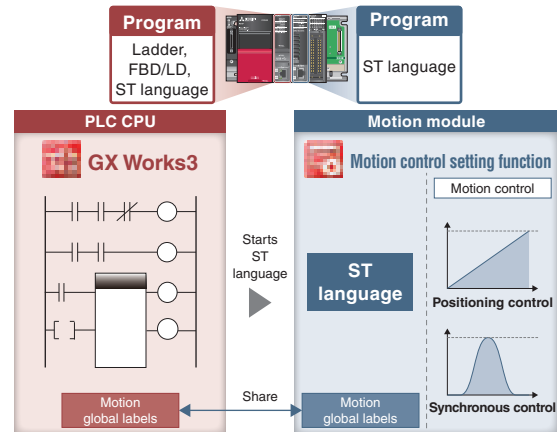 Program
Ladder,
FBD/LD,
ST language
Program
ST language
PLC CPU
GX Works3
Motion module
Motion control setting function
Motion control
Starts
ST
language
ST
language
Positioning control
Synchronous control
Motion
global labels
Share
Motion
global labels